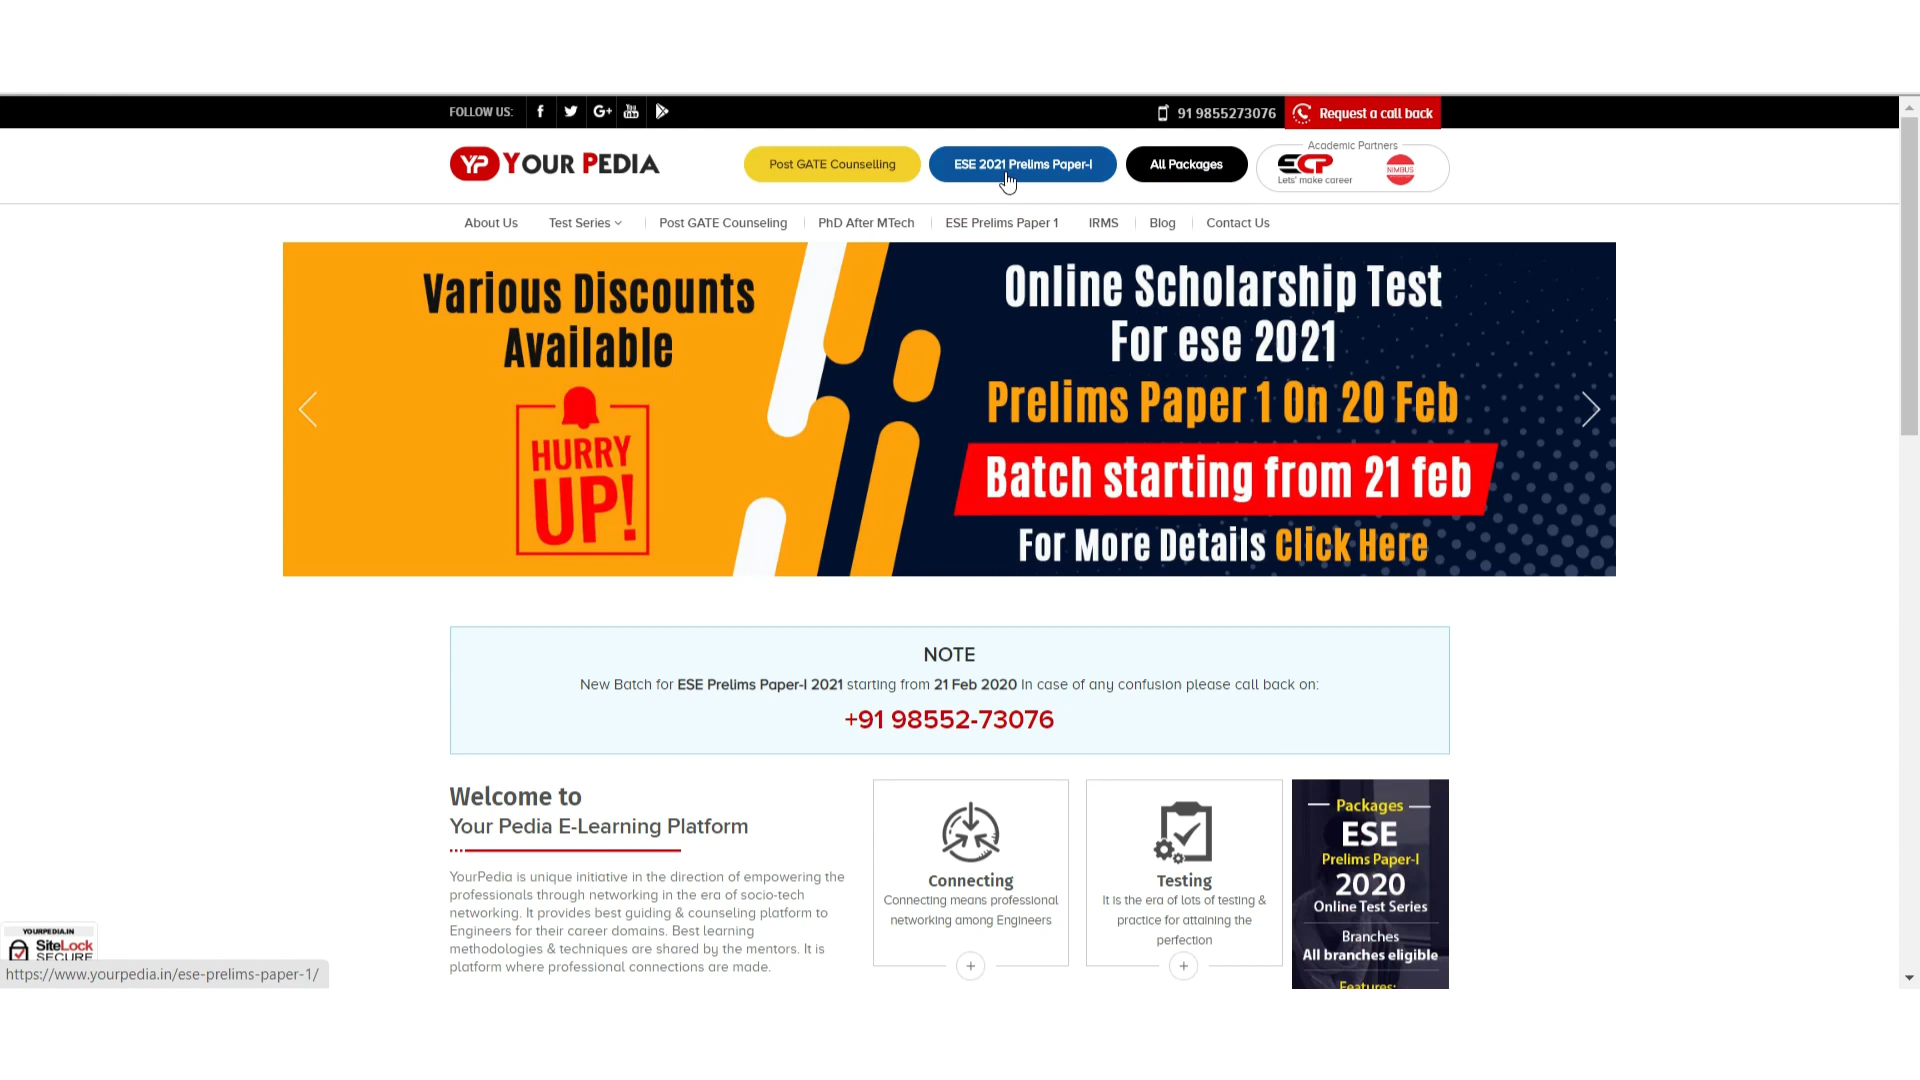 FOLLOW US:
91 9855273076
Request a call back
YP YOUR PEDIA
Post GATE Counselling
ESE 2021 Prelims Paper-I
All Packages
Academic Partners
ECP
Lets' make career
NIMBUS
About Us
Test Series
Post GATE Counseling
PhD After MTech
ESE Prelims Paper 1
IRMS
Blog
Contact Us
Various Discounts
Available
HURRY
UP!
Online Scholarship Test
For ese 2021
Prelims Paper 1 On 20 Feb
Batch starting from 21 feb
For More Details Click Here
NOTE
New Batch for ESE Prelims Paper-I 2021 starting from 21 Feb 2020 In case of any confusion please call back on:
+91 98552-73076
Welcome to
Your Pedia E-Learning Platform
YourPedia is unique initiative in the direction of empowering the
professionals through networking in the era of socio-tech
networking. It provides best guiding & counseling platform to
Engineers for their career domains. Best learning
methodologies & techniques are shared by the mentors. It is
platform where professional connections are made.
Connecting
Connecting means professional
networking among Engineers
+
Testing
It is the era of lots of testing &
practice for attaining the
perfection
+
Packages
ESE
Prelims Paper-I
2020
Online Test Series
Branches
All branches eligible
Features:
YOURPEDIA.IN
SiteLock
SECURE
https://www.yourpedia.in/ese-prelims-paper-1/